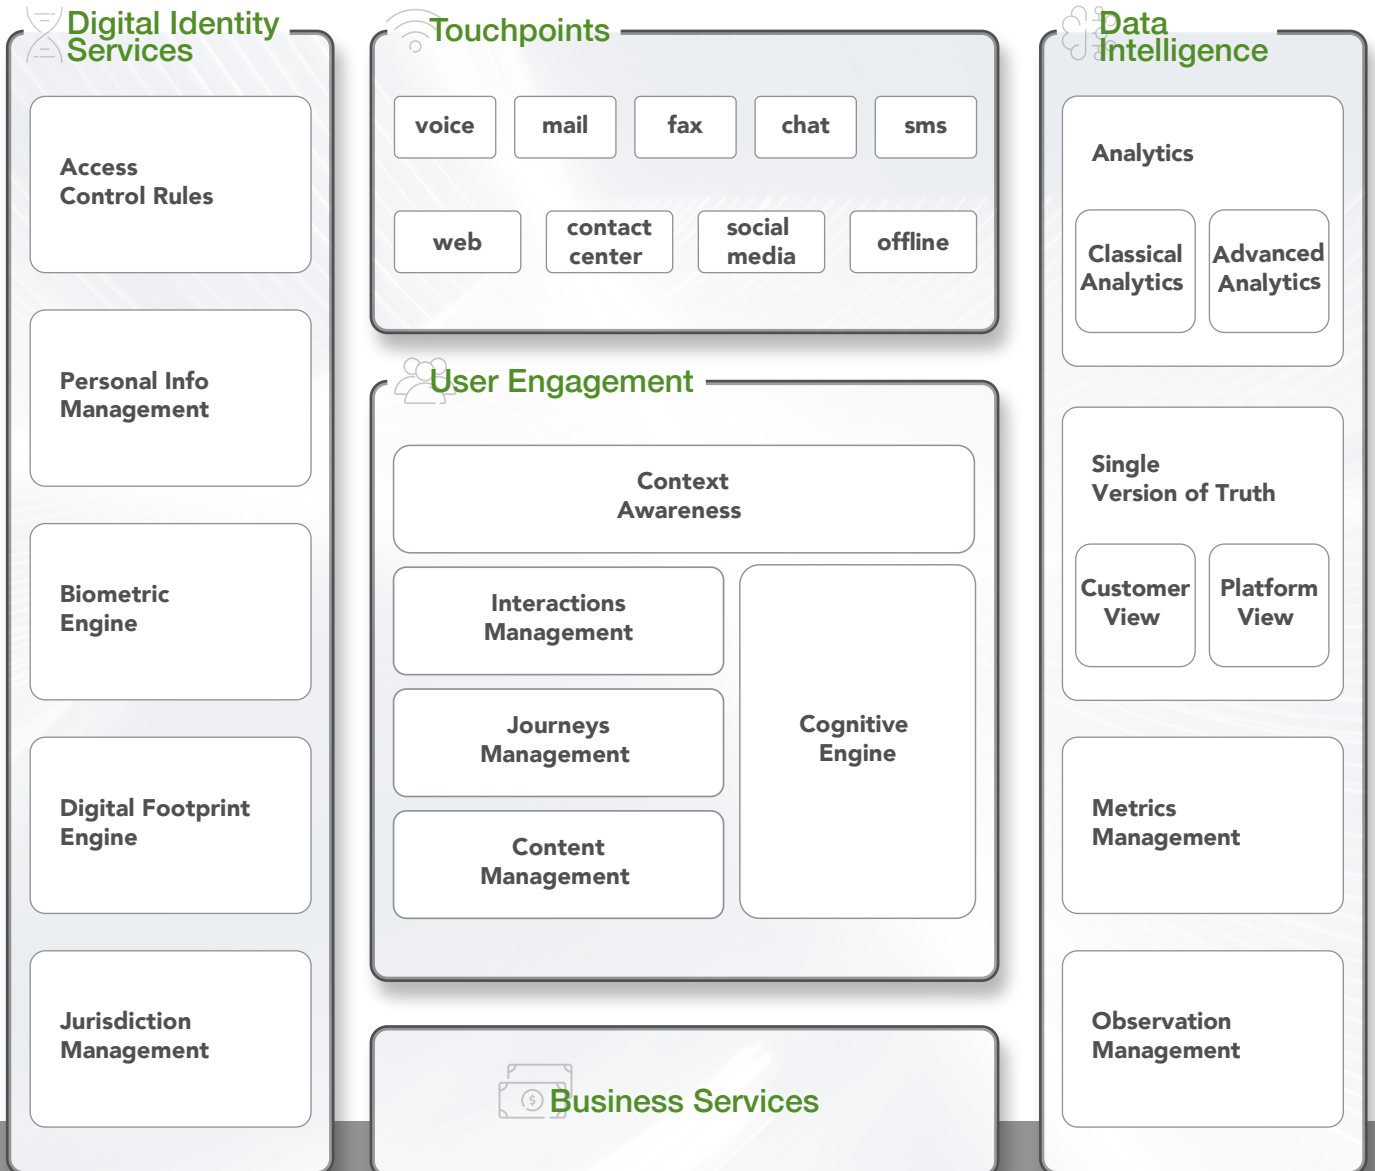 Digital Identity
Services
Access
Control Rules
Personal Info
Management
Biometric
Engine
Digital Footprint
Engine
Jurisdiction
Management
Touchpoints
voice
mail
fax
chat
sms
web
contact
center
social
media
offline
User Engagement
Context
Awareness
Interactions
Management
Journeys
Management
Content
Management
Cognitive
Engine
$
Business Services
Data
Intelligence
Analytics
Classical
Analytics
Advanced
Analytics
Single
Version of Truth
Customer
View
Platform
View
Metrics
Management
Observation
Management